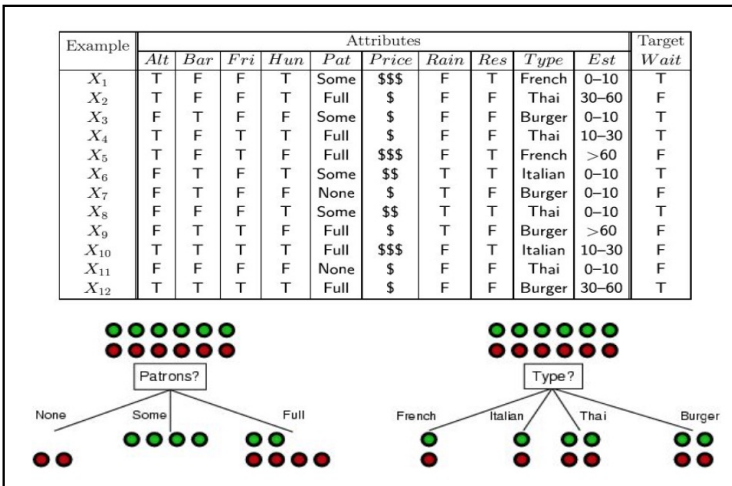 Example Attributes Target
Alt Bar Fri Hun Pat Price Rain Res Type Est Wait
X1 T F F T Some $$$ F T French 0–10 T
X2 T F F T Full $ F F Thai 30–60 F
X3 F T F F Some $ F F Burger 0–10 T
X4 T F T T Full $ F F Thai 10–30 T
X5 T F T F Full $$$ F T French >60 F
X6 F T F T Some $$ T T Italian 0–10 T
X7 F T F F None $ T F Burger 0–10 F
X8 F F F T Some $$ T T Thai 0–10 T
X9 F T T F Full $ T F Burger >60 F
X10 T T T T Full $$$ F T Italian 10–30 F
X11 F F F F None $ F F Thai 0–10 F
X12 T T T T Full $ F F Burger 30–60 T
Patrons? Type?
None Some Full French Italian Thai Burger